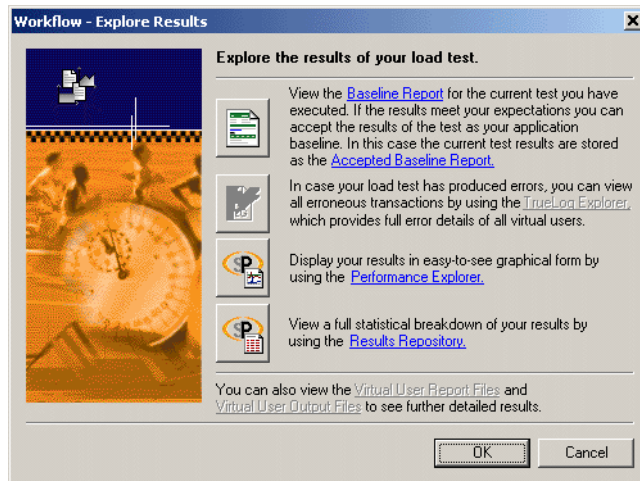 Workflow - Explore Results
Explore the results of your load test.
View the Baseline Report for the current test you have
executed. If the results meet your expectations you can
accept the results of the test as your application
baseline. In this case the current test results are stored
as the Accepted Baseline Report.
In case your load test has produced errors, you can view
all erroneous transactions by using the TrueLog Explorer,
which provides full error details of all virtual users.
Display your results in easy-to-see graphical form by
using the Performance Explorer.
View a full statistical breakdown of your results by
using the Results Repository.
You can also view the Virtual User Report Files and
Virtual User Output Files to see further detailed results.
OK
Cancel